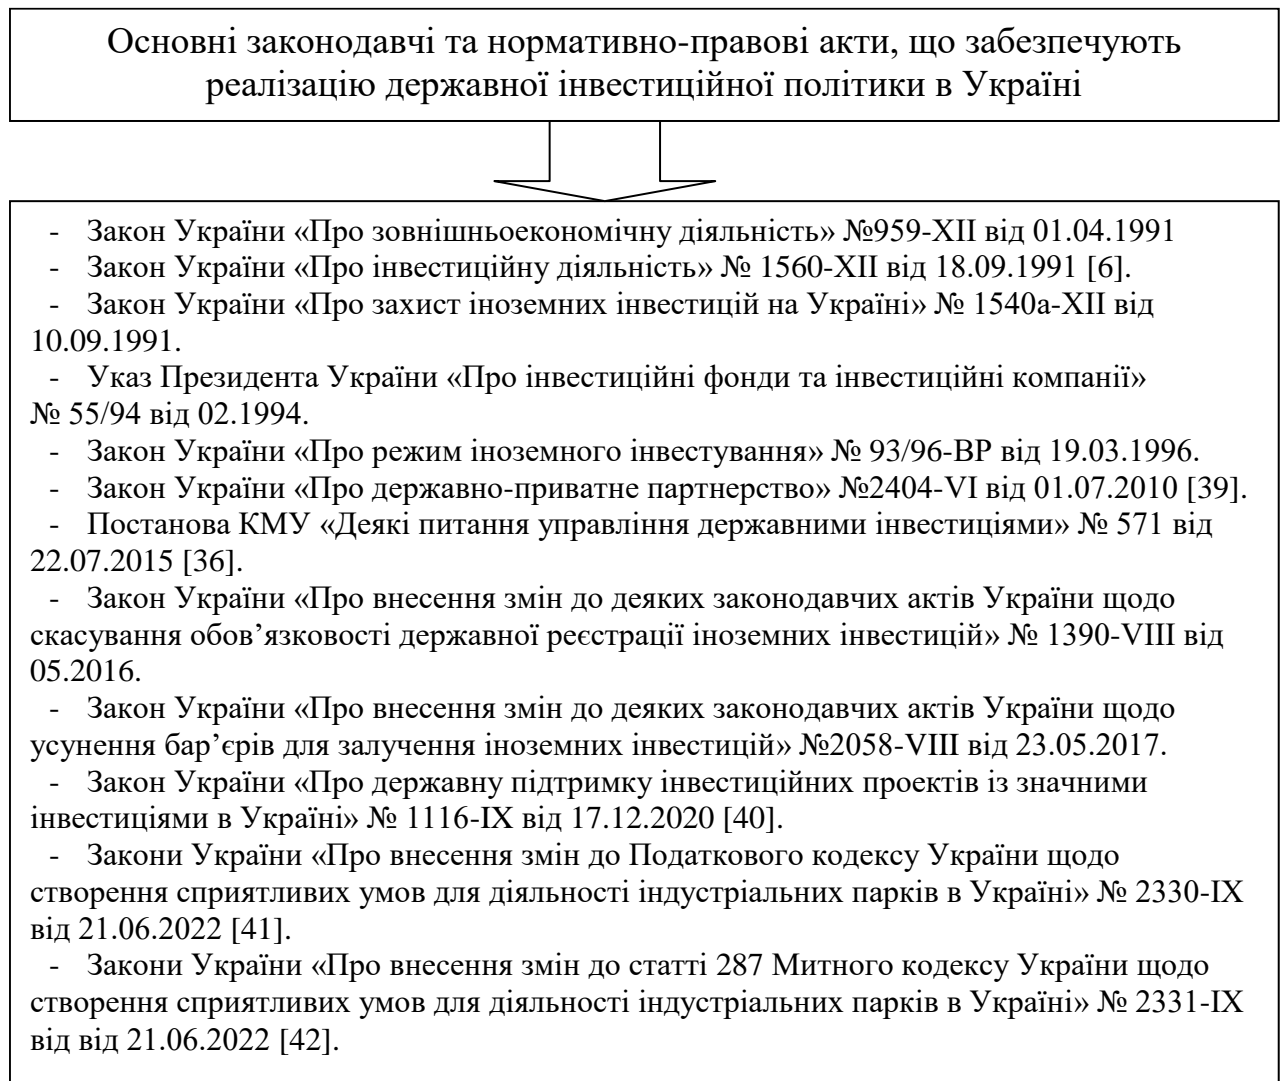 Основні законодавчі та нормативно-правові акти, що забезпечують
реалізацію державної інвестиційної політики в Україні
- Закон України «Про зовнішньоекономічну діяльність» №959-XII від 01.04.1991
- Закон України «Про інвестиційну діяльність» № 1560-XII від 18.09.1991 [6].
- Закон України «Про захист іноземних інвестицій на Україні» № 1540а-XII від
10.09.1991.
- Указ Президента України «Про інвестиційні фонди та інвестиційні компанії»
№ 55/94 від 02.1994.
- Закон України «Про режим іноземного інвестування» № 93/96-ВР від 19.03.1996.
- Закон України «Про державно-приватне партнерство» №2404-VI від 01.07.2010 [39].
- Постанова КМУ «Деякі питання управління державними інвестиціями» № 571 від
22.07.2015 [36].
- Закон України «Про внесення змін до деяких законодавчих актів України щодо
скасування обов’язковості державної реєстрації іноземних інвестицій» № 1390-VIII від
05.2016.
- Закон України «Про внесення змін до деяких законодавчих актів України щодо
усунення бар’єрів для залучення іноземних інвестицій» №2058-VIII від 23.05.2017.
- Закон України «Про державну підтримку інвестиційних проектів із значними
інвестиціями в Україні» № 1116-IX від 17.12.2020 [40].
- Закони України «Про внесення змін до Податкового кодексу України щодо
створення сприятливих умов для діяльності індустріальних парків в Україні» № 2330-IX
від 21.06.2022 [41].
- Закони України «Про внесення змін до статті 287 Митного кодексу України щодо
створення сприятливих умов для діяльності індустріальних парків в Україні» № 2331-IX
від від 21.06.2022 [42].